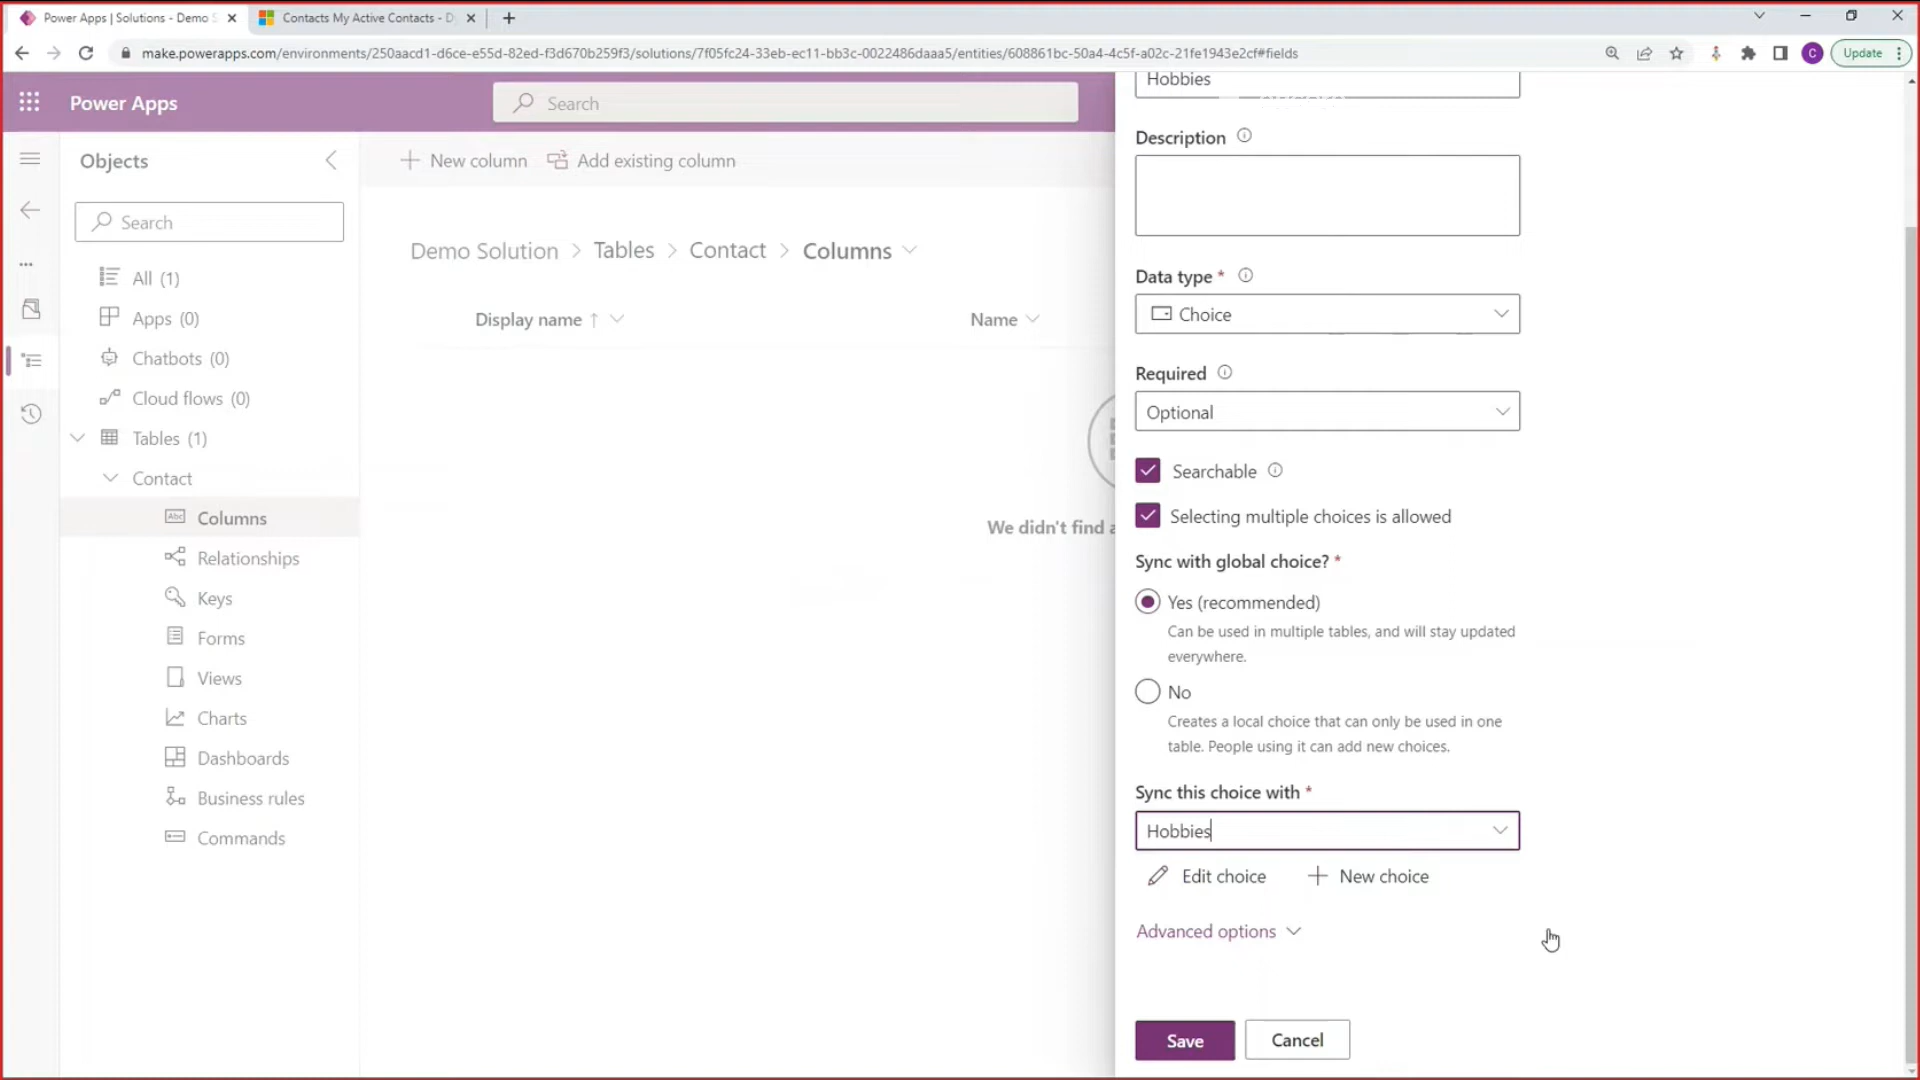 Power Apps | Solutions - Demo S
Contacts My Active Contacts - D
make.powerapps.com/environments/250aacd1-d6ce-e55d-82ed-f3d670b259f3/solutions/7f05fc24-33eb-ec11-bb3c-0022486daaa5/entities/608861bc-50a4-4c5f-a02c-21fe1943e2cf#fields
C
Update
Power Apps
Search
Objects
Search
All (1)
Apps (0)
Chatbots (0)
Cloud flows (0)
Tables (1)
Contact
Abc
Columns
Relationships
Keys
Forms
Views
Charts
Dashboards
Business rules
Commands
New column
Add existing column
Demo Solution > Tables > Contact > Columns
Display name ↑
Name
We didn't find a
Hobbies
Description
Data type *
Choice
Required
Optional
Searchable
Selecting multiple choices is allowed
Sync with global choice? *
Yes (recommended)
Can be used in multiple tables, and will stay updated
everywhere.
No
Creates a local choice that can only be used in one
table. People using it can add new choices.
Sync this choice with *
Hobbies
Edit choice
New choice
Advanced options
Save
Cancel